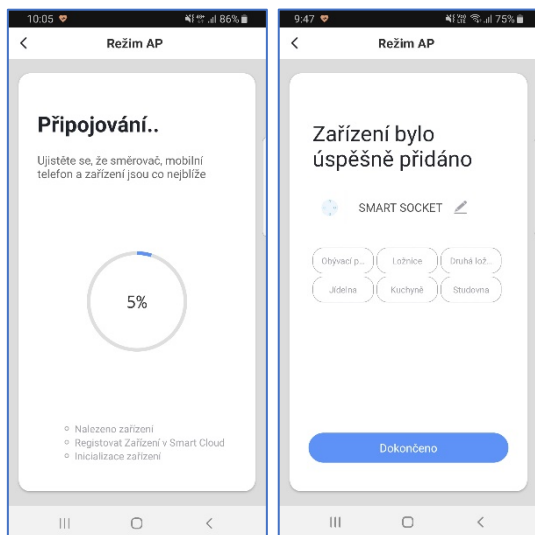 10:05 86%
Režim AP
Připojování..
Ujistěte se, že směrovač, mobilní
telefon a zařízení jsou co nejblíže
5%
Nalezeno zařízení
Registovat Zařízení v Smart Cloud
Inicializace zařízení
9:47 75%
Režim AP
Zařízení bylo
úspěšně přidáno
SMART SOCKET
Obývací p... Ložnice Druhá lož...
Jídelna Kuchyně Studovna
Dokončeno